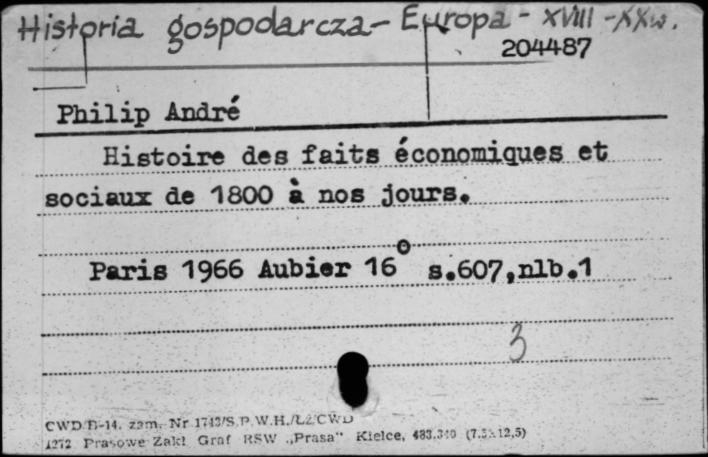 Historia gospodarcza - Europa - XVIII - XXw.
204487
Philip André
Histoire des faits économiques et
sociaux de 1800 à nos jours.
Paris 1966 Aubier 16° s.607,nlb.1
3
CWD/B-14. zam. Nr 1743/S.P.W.H./ŁŻ/CWD
1272 Prasowe Zakł. Graf RSW „Prasa" Kielce, 483.340 (7.5x12,5)